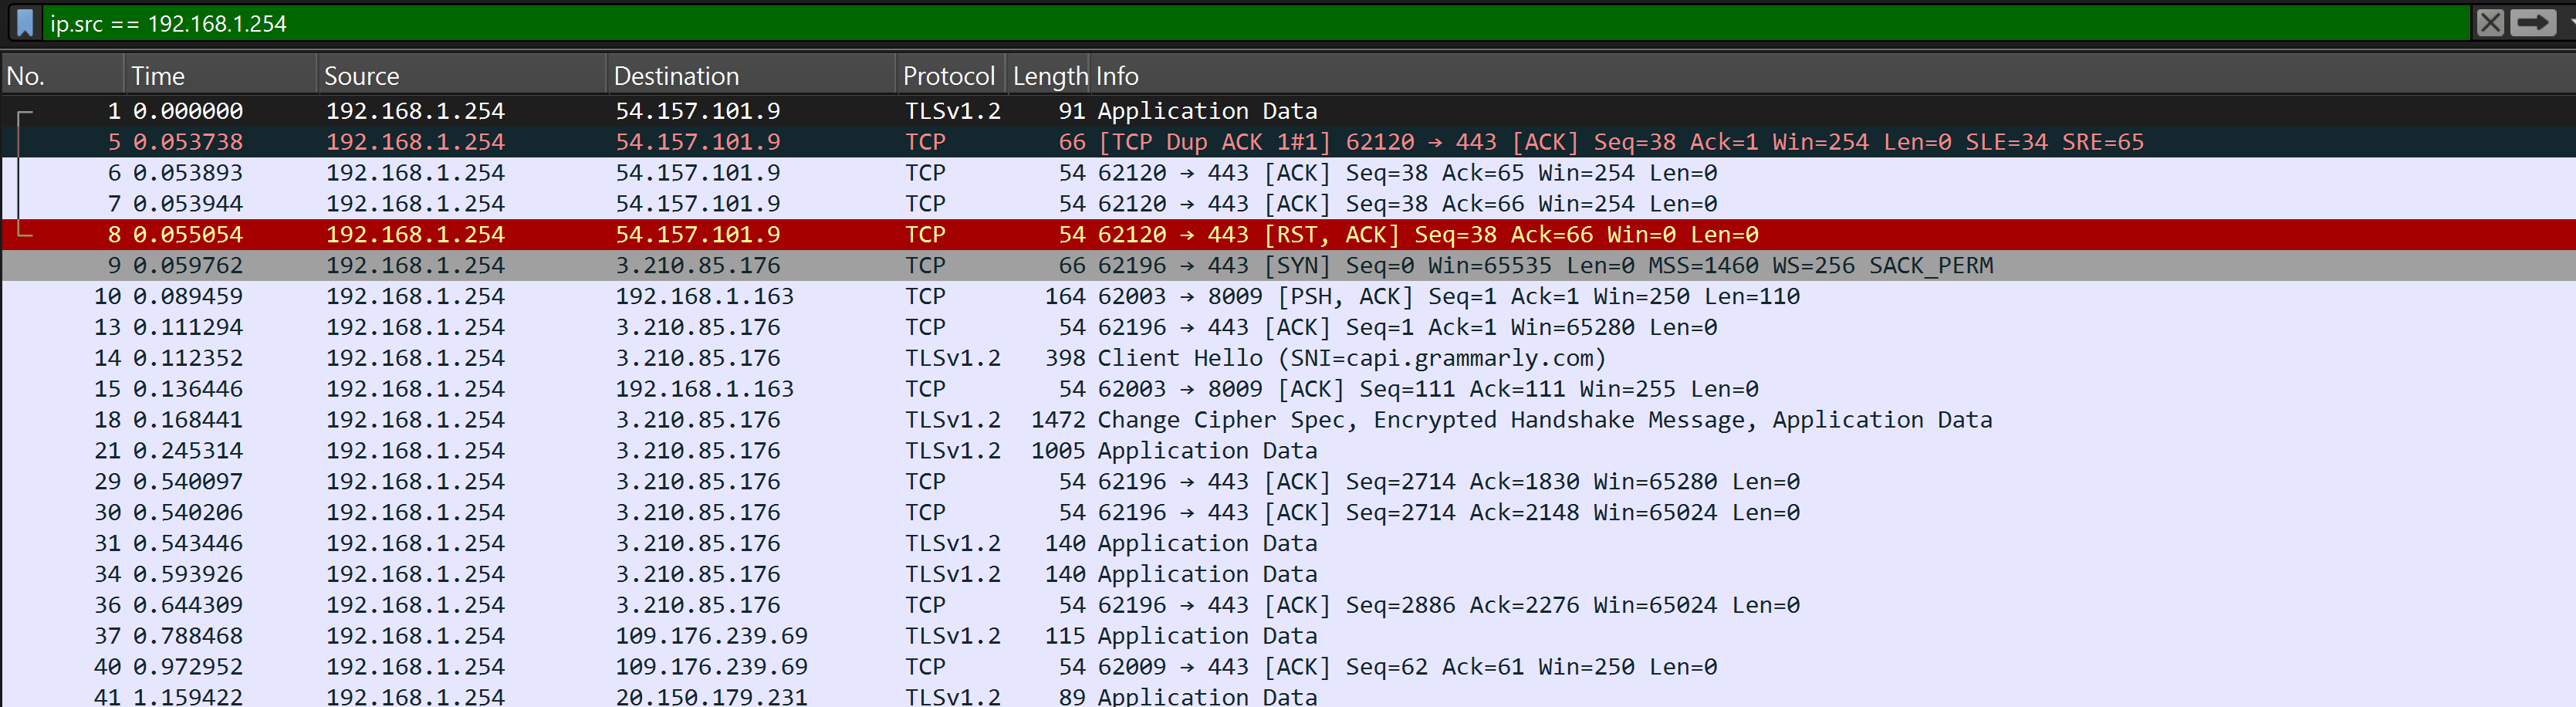 ip.src == 192.168.1.254
No. Time Source Destination Protocol Length Info
1 0.000000 192.168.1.254 54.157.101.9 TLSv1.2 91 Application Data
5 0.053738 192.168.1.254 54.157.101.9 TCP 66 [TCP Dup ACK 1#1] 62120 → 443 [ACK] Seq=38 Ack=1 Win=254 Len=0 SLE=34 SRE=65
6 0.053893 192.168.1.254 54.157.101.9 TCP 54 62120 → 443 [ACK] Seq=38 Ack=65 Win=254 Len=0
7 0.053944 192.168.1.254 54.157.101.9 TCP 54 62120 → 443 [ACK] Seq=38 Ack=66 Win=254 Len=0
8 0.055054 192.168.1.254 54.157.101.9 TCP 54 62120 → 443 [RST, ACK] Seq=38 Ack=66 Win=0 Len=0
9 0.059762 192.168.1.254 3.210.85.176 TCP 66 62196 → 443 [SYN] Seq=0 Win=65535 Len=0 MSS=1460 WS=256 SACK_PERM
10 0.089459 192.168.1.254 192.168.1.163 TCP 164 62003 → 8009 [PSH, ACK] Seq=1 Ack=1 Win=250 Len=110
13 0.111294 192.168.1.254 3.210.85.176 TCP 54 62196 → 443 [ACK] Seq=1 Ack=1 Win=65280 Len=0
14 0.112352 192.168.1.254 3.210.85.176 TLSv1.2 398 Client Hello (SNI=capi.grammarly.com)
15 0.136446 192.168.1.254 192.168.1.163 TCP 54 62003 → 8009 [ACK] Seq=111 Ack=111 Win=255 Len=0
18 0.168441 192.168.1.254 3.210.85.176 TLSv1.2 1472 Change Cipher Spec, Encrypted Handshake Message, Application Data
21 0.245314 192.168.1.254 3.210.85.176 TLSv1.2 1005 Application Data
29 0.540097 192.168.1.254 3.210.85.176 TCP 54 62196 → 443 [ACK] Seq=2714 Ack=1830 Win=65280 Len=0
30 0.540206 192.168.1.254 3.210.85.176 TCP 54 62196 → 443 [ACK] Seq=2714 Ack=2148 Win=65024 Len=0
31 0.543446 192.168.1.254 3.210.85.176 TLSv1.2 140 Application Data
34 0.593926 192.168.1.254 3.210.85.176 TLSv1.2 140 Application Data
36 0.644309 192.168.1.254 3.210.85.176 TCP 54 62196 → 443 [ACK] Seq=2886 Ack=2276 Win=65024 Len=0
37 0.788468 192.168.1.254 109.176.239.69 TLSv1.2 115 Application Data
40 0.972952 192.168.1.254 109.176.239.69 TCP 54 62009 → 443 [ACK] Seq=62 Ack=61 Win=250 Len=0
41 1.159422 192.168.1.254 20.150.179.231 TLSv1.2 89 Application Data